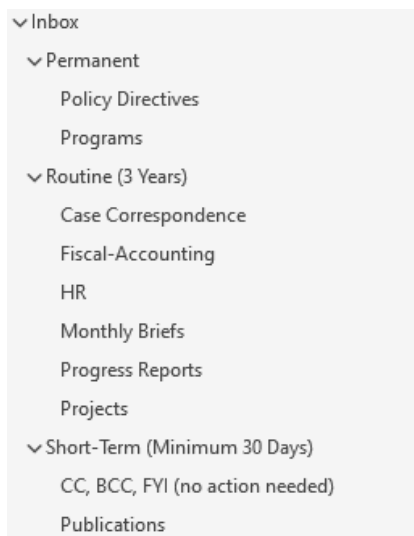 Inbox
Permanent
Policy Directives
Programs
Routine (3 Years)
Case Correspondence
Fiscal-Accounting
HR
Monthly Briefs
Progress Reports
Projects
Short-Term (Minimum 30 Days)
CC, BCC, FYI (no action needed)
Publications